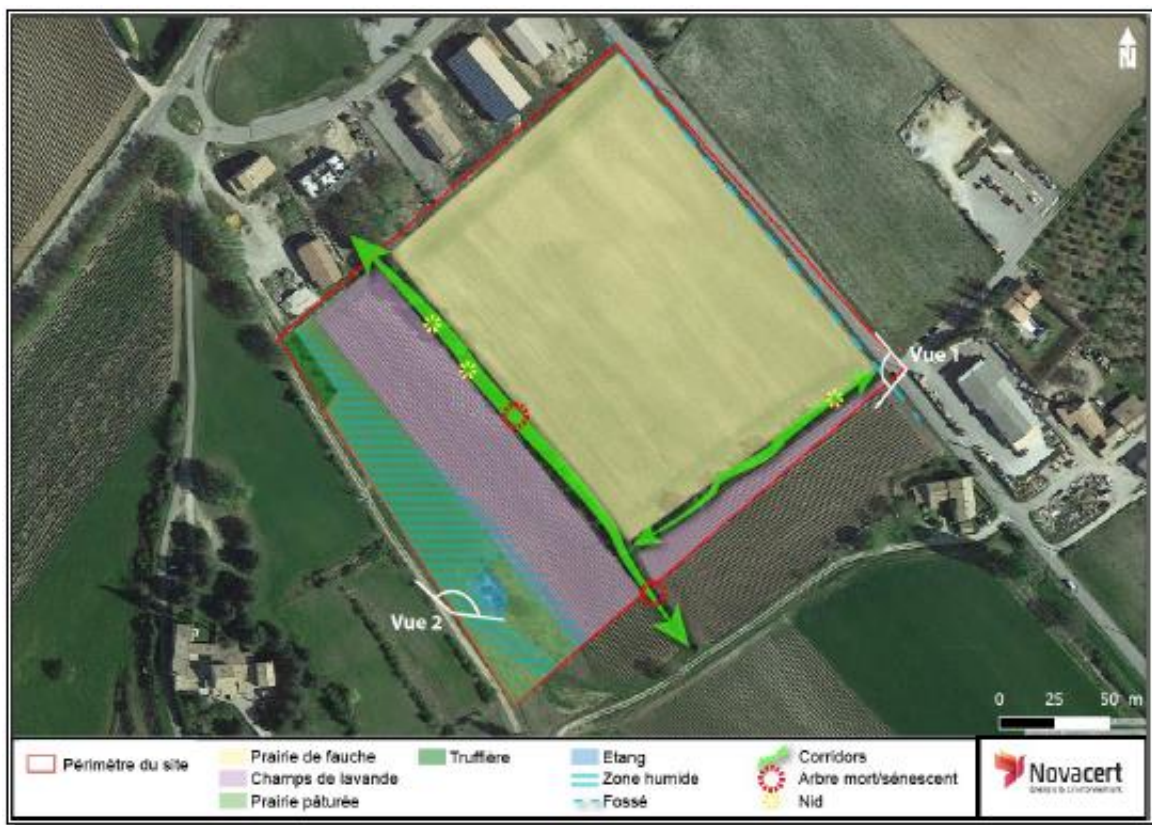 N
Vue 1
Vue 2
0 25 50 m
Périmètre du site
Prairie de fauche
Champs de lavande
Prairie pâturée
Truffière
Etang
Zone humide
Fossé
Corridors
Arbre mort/sénescent
Nid
Novacert